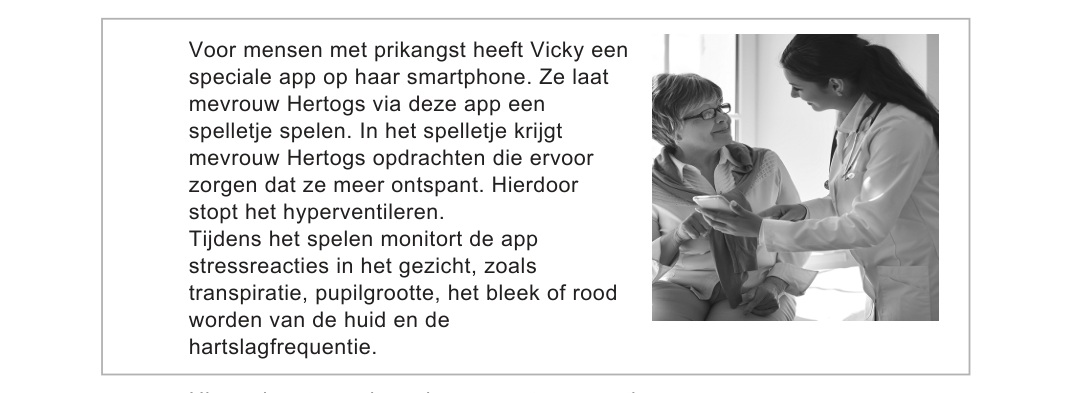 Voor mensen met prikangst heeft Vicky een
speciale app op haar smartphone. Ze laat
mevrouw Hertogs via deze app een
spelletje spelen. In het spelletje krijgt
mevrouw Hertogs opdrachten die ervoor
zorgen dat ze meer ontspant. Hierdoor
stopt het hyperventileren.
Tijdens het spelen monitort de app
stressreacties in het gezicht, zoals
transpiratie, pupilgrootte, het bleek of rood
worden van de huid en de
hartslagfrequentie.